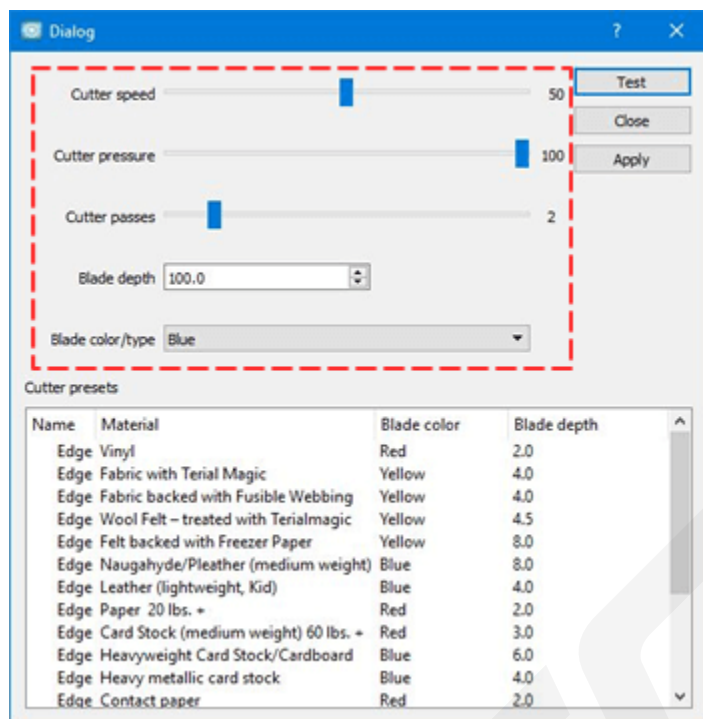 Dialog ? ×
Cutter speed 50 Test
Close
Cutter pressure 100 Apply
Cutter passes 2
Blade depth 100.0
Blade color/type Blue
Cutter presets
Name Material Blade color Blade depth
Edge Vinyl Red 2.0
Edge Fabric with Terial Magic Yellow 4.0
Edge Fabric backed with Fusible Webbing Yellow 4.0
Edge Wool Felt – treated with Terialmagic Yellow 4.5
Edge Felt backed with Freezer Paper Yellow 8.0
Edge Naugahyde/Pleather (medium weight) Blue 8.0
Edge Leather (lightweight, Kid) Blue 4.0
Edge Paper 20 lbs. + Red 2.0
Edge Card Stock (medium weight) 60 lbs. + Red 3.0
Edge Heavyweight Card Stock/Cardboard Blue 6.0
Edge Heavy metallic card stock Blue 4.0
Edge Contact paper Red 2.0